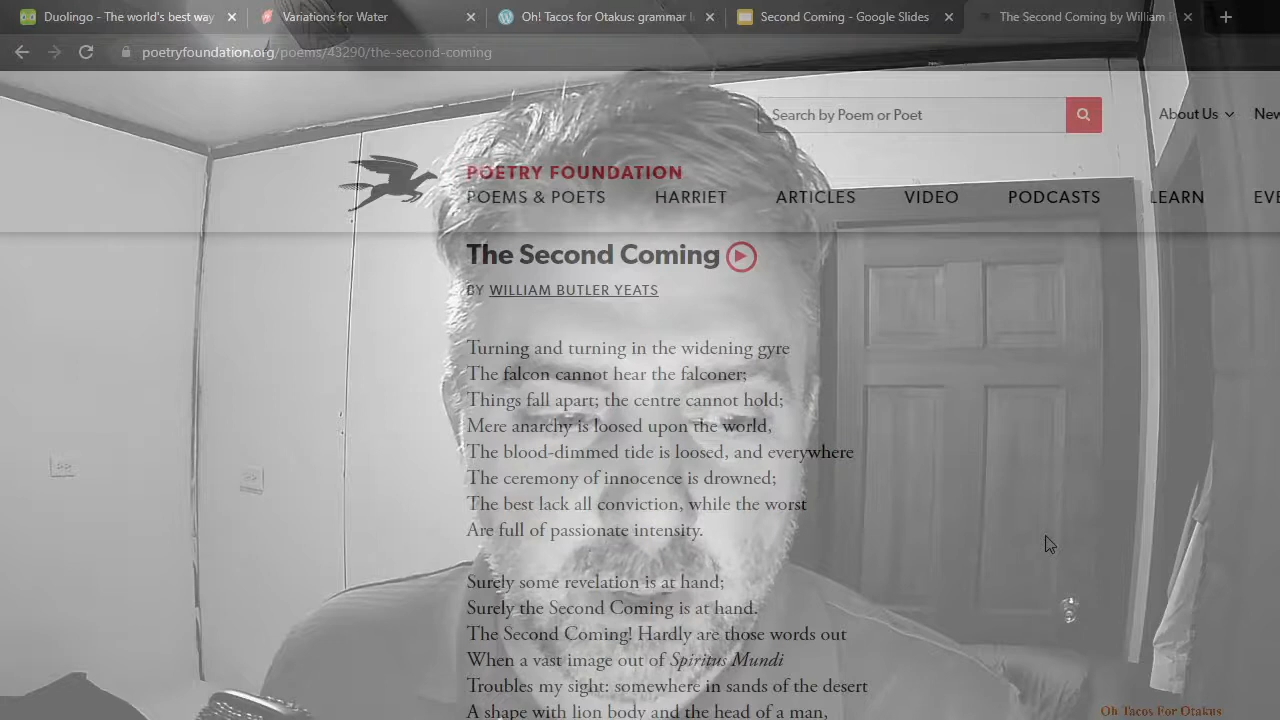 Duolingo - The world's best way
Variations for Water
Oh! Tacos for Otakus: grammar l
Second Coming - Google Slides
The Second Coming by William B
poetryfoundation.org/poems/43290/the-second-coming
Search by Poem or Poet
About Us
New
POETRY FOUNDATION
POEMS & POETS
HARRIET
ARTICLES
VIDEO
PODCASTS
LEARN
EVE
The Second Coming
BY WILLIAM BUTLER YEATS
Turning and turning in the widening gyre
The falcon cannot hear the falconer;
Things fall apart; the centre cannot hold;
Mere anarchy is loosed upon the world,
The blood-dimmed tide is loosed, and everywhere
The ceremony of innocence is drowned;
The best lack all conviction, while the worst
Are full of passionate intensity.
Surely some revelation is at hand;
Surely the Second Coming is at hand.
The Second Coming! Hardly are those words out
When a vast image out of Spiritus Mundi
Troubles my sight: somewhere in sands of the desert
A shape with lion body and the head of a man,
Oh Tacos For Otakus